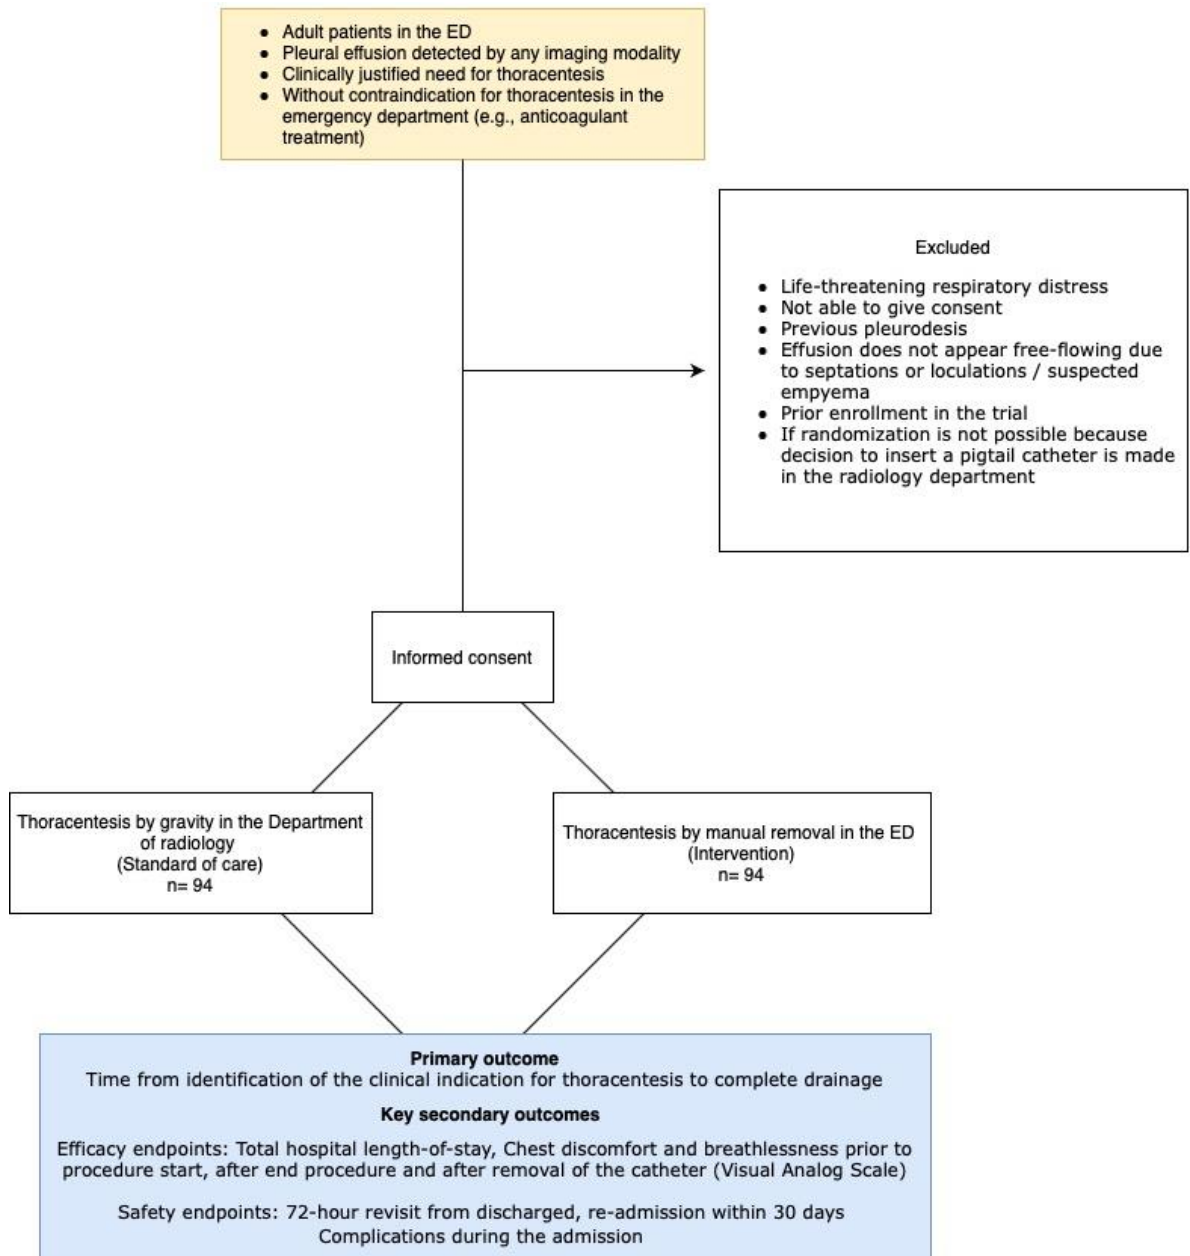 • Adult patients in the ED
• Pleural effusion detected by any imaging modality
• Clinically justified need for thoracentesis
• Without contraindication for thoracentesis in the
emergency department (e.g., anticoagulant
treatment)
Excluded
• Life-threatening respiratory distress
• Not able to give consent
• Previous pleurodesis
• Effusion does not appear free-flowing due
to septations or loculations / suspected
empyema
• Prior enrollment in the trial
• If randomization is not possible because
decision to insert a pigtail catheter is made
in the radiology department
Informed consent
Thoracentesis by gravity in the Department
of radiology
(Standard of care)
n= 94
Thoracentesis by manual removal in the ED
(Intervention)
n= 94
Primary outcome
Time from identification of the clinical indication for thoracentesis to complete drainage
Key secondary outcomes
Efficacy endpoints: Total hospital length-of-stay, Chest discomfort and breathlessness prior to
procedure start, after end procedure and after removal of the catheter (Visual Analog Scale)
Safety endpoints: 72-hour revisit from discharged, re-admission within 30 days
Complications during the admission